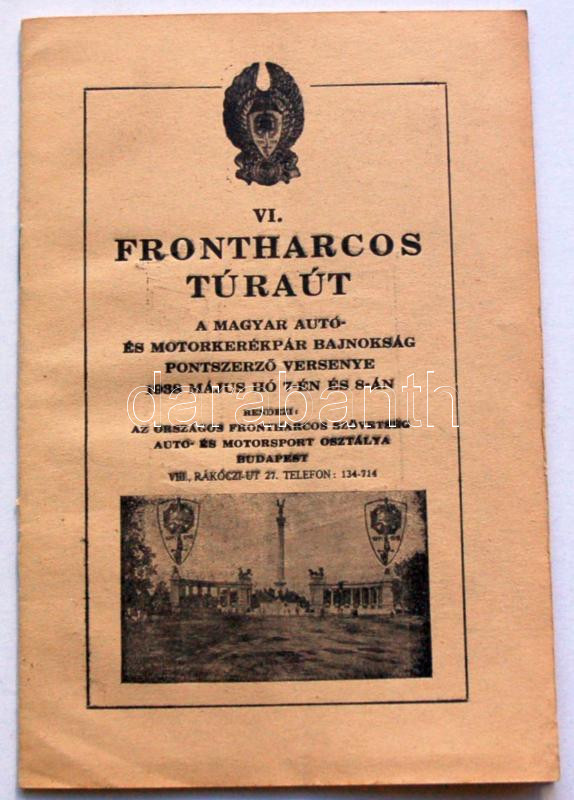 VI.
FRONTHARCOS
TÚRAÚT
A MAGYAR AUTÓ-
ÉS MOTORKERÉKPÁR BAJNOKSÁG
PONTSZERZŐ VERSENYE
1938 MÁJUS HÓ 7-ÉN ÉS 8-ÁN
RENDEZI:
AZ ORSZÁGOS FRONTHARCOS SZÖVETSÉG
AUTÓ- ÉS MOTORSPORT OSZTÁLYA
BUDAPEST
VIII., RÁKÓCZI-UT 27. TELEFON: 134-714
darabanth